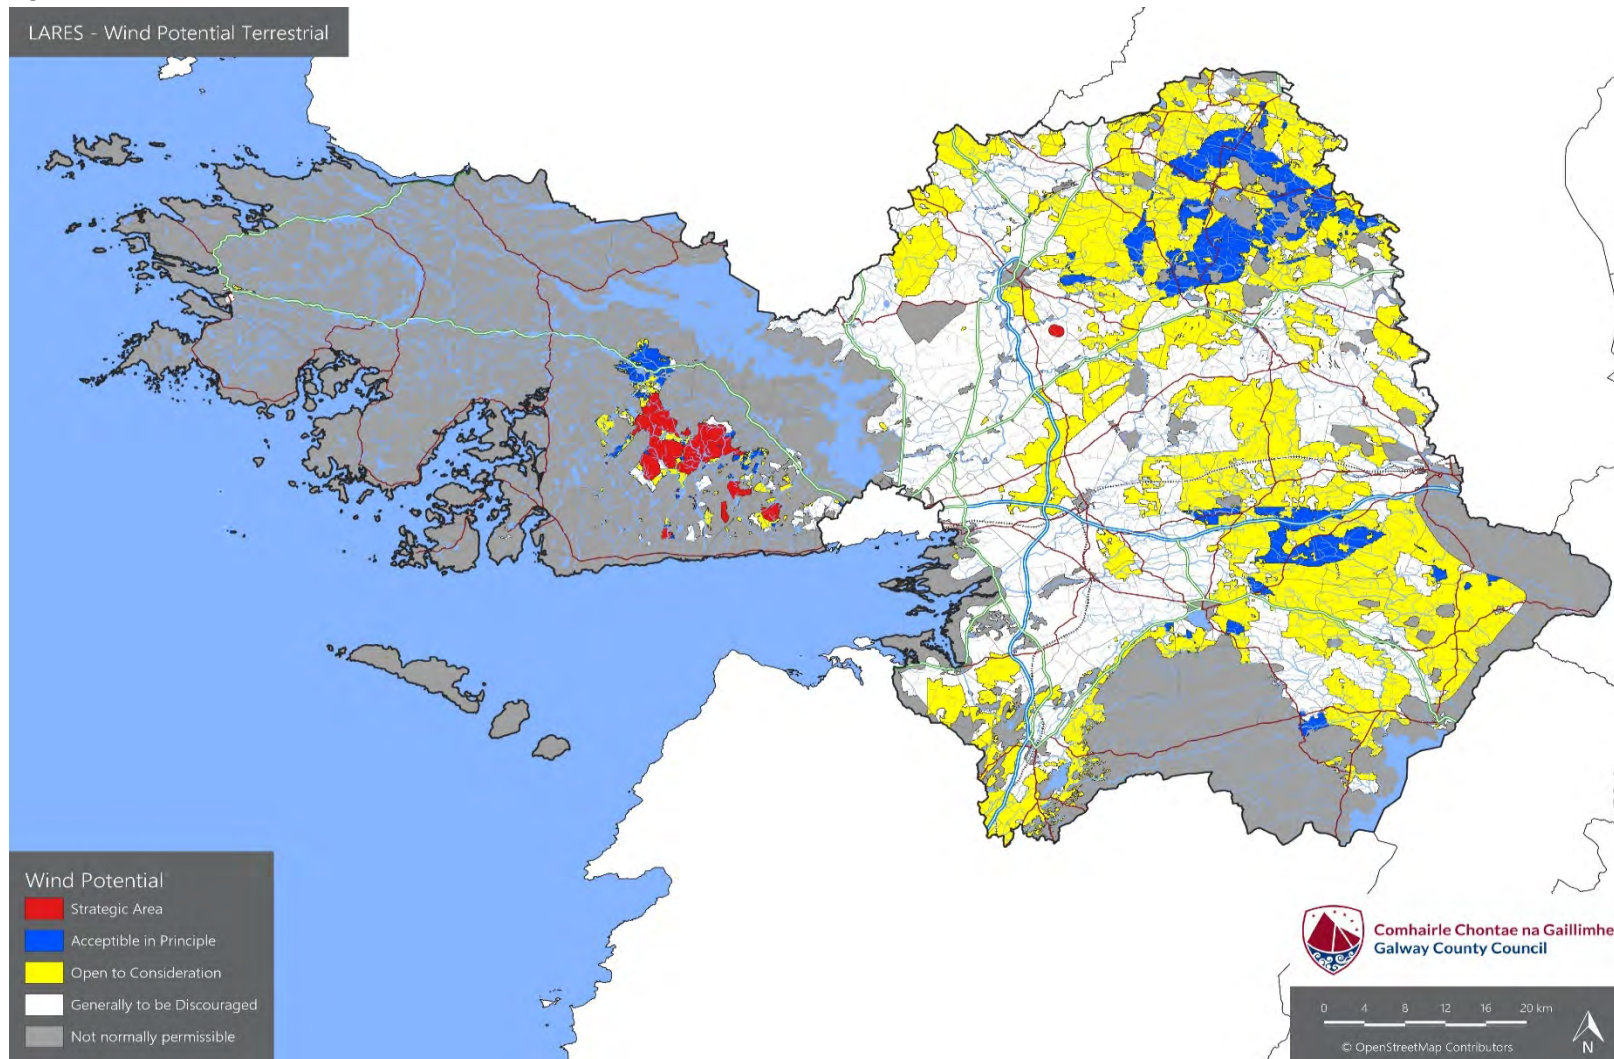 LARES - Wind Potential Terrestrial
Wind Potential
Strategic Area
Acceptible in Principle
Open to Consideration
Generally to be Discouraged
Not normally permissible
Comhairle Chontae na Gaillimhe
Galway County Council
0 4 8 12 16 20 km
© OpenStreetMap Contributors
N